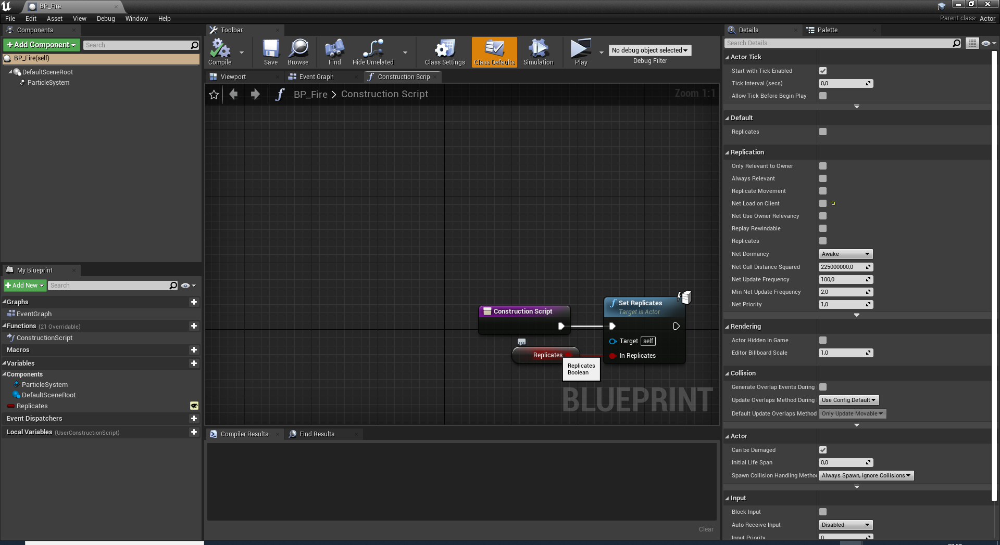 BP_Fire
File Edit Asset View Debug Window Help
Parent class: Actor
Components
Add Component
Search
BP_Fire(self)
DefaultSceneRoot
ParticleSystem
My Blueprint
Add New
Search
Graphs
EventGraph
Functions (21 Overridable)
ConstructionScript
Macros
Variables
Components
ParticleSystem
DefaultSceneRoot
Replicates
Event Dispatchers
Local Variables (UserConstructionScript)
Toolbar
Compile
Save
Browse
Find
Hide Unrelated
Class Settings
Class Defaults
Simulation
Play
No debug object selected
Debug Filter
Viewport
Event Graph
Construction Scrip
BP_Fire > Construction Script
Zoom 1:1
Construction Script
Set Replicates
Target is Actor
Target self
In Replicates
Replicates
Replicates
Boolean
BLUEPRINT
Compiler Results
Find Results
Clear
Details
Palette
Search Details
Actor Tick
Start with Tick Enabled
Tick Interval (secs) 0,0
Allow Tick Before Begin Play
Default
Replicates
Replication
Only Relevant to Owner
Always Relevant
Replicate Movement
Net Load on Client
Net Use Owner Relevancy
Replay Rewindable
Replicates
Net Dormancy Awake
Net Cull Distance Squared 225000000,0
Net Update Frequency 100,0
Min Net Update Frequency 2,0
Net Priority 1,0
Rendering
Actor Hidden In Game
Editor Billboard Scale 1,0
Collision
Generate Overlap Events During
Update Overlaps Method During Use Config Default
Default Update Overlaps Method Only Update Movable
Actor
Can be Damaged
Initial Life Span 0,0
Spawn Collision Handling Metho Always Spawn, Ignore Collisions
Input
Block Input
Auto Receive Input Disabled
Input Priority 0